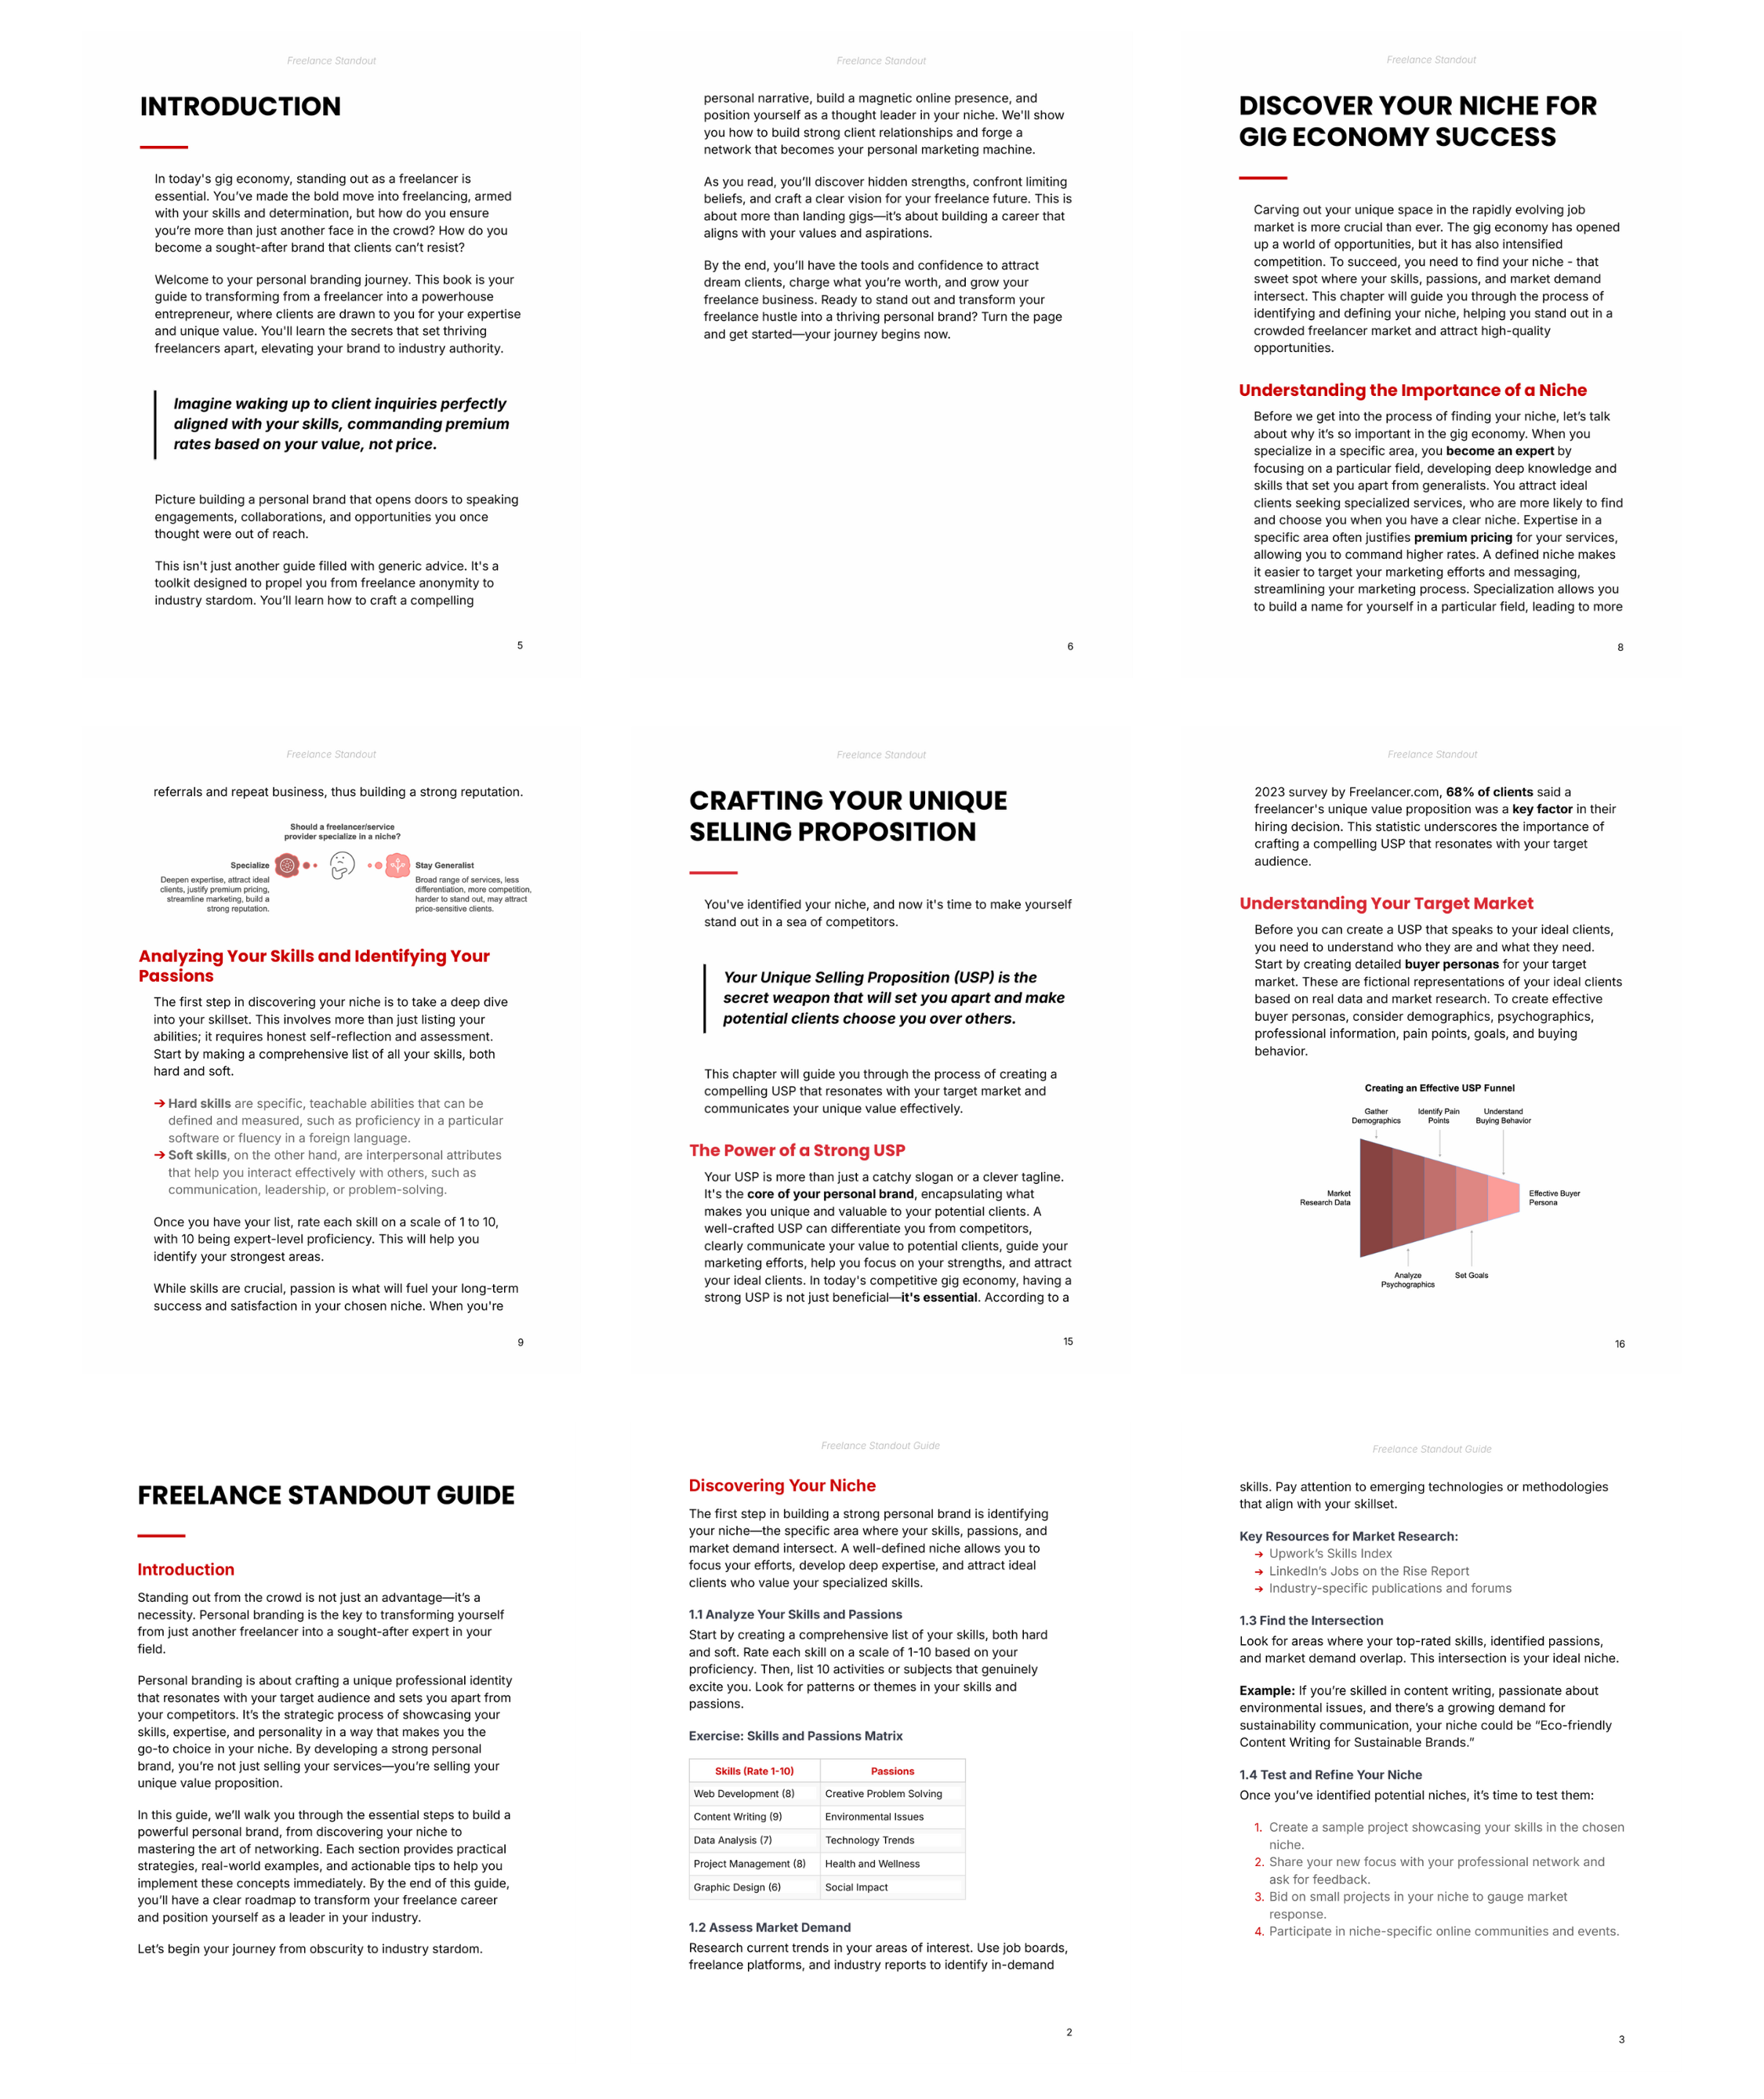 Freelance Standout
INTRODUCTION
In today's gig economy, standing out as a freelancer is
essential. You’ve made the bold move into freelancing, armed
with your skills and determination, but how do you ensure
you’re more than just another face in the crowd? How do you
become a sought-after brand that clients can’t resist?
Welcome to your personal branding journey. This book is your
guide to transforming from a freelancer into a powerhouse
entrepreneur, where clients are drawn to you for your expertise
and unique value. You'll learn the secrets that set thriving
freelancers apart, elevating your brand to industry authority.
Imagine waking up to client inquiries perfectly
aligned with your skills, commanding premium
rates based on your value, not price.
Picture building a personal brand that opens doors to speaking
engagements, collaborations, and opportunities you once
thought were out of reach.
This isn't just another guide filled with generic advice. It's a
toolkit designed to propel you from freelance anonymity to
industry stardom. You’ll learn how to craft a compelling
5
Freelance Standout
personal narrative, build a magnetic online presence, and
position yourself as a thought leader in your niche. We'll show
you how to build strong client relationships and forge a
network that becomes your personal marketing machine.
As you read, you’ll discover hidden strengths, confront limiting
beliefs, and craft a clear vision for your freelance future. This is
about more than landing gigs—it’s about building a career that
aligns with your values and aspirations.
By the end, you’ll have the tools and confidence to attract
dream clients, charge what you’re worth, and grow your
freelance business. Ready to stand out and transform your
freelance hustle into a thriving personal brand? Turn the page
and get started—your journey begins now.
6
Freelance Standout
DISCOVER YOUR NICHE FOR
GIG ECONOMY SUCCESS
Carving out your unique space in the rapidly evolving job
market is more crucial than ever. The gig economy has opened
up a world of opportunities, but it has also intensified
competition. To succeed, you need to find your niche - that
sweet spot where your skills, passions, and market demand
intersect. This chapter will guide you through the process of
identifying and defining your niche, helping you stand out in a
crowded freelancer market and attract high-quality
opportunities.
Understanding the Importance of a Niche
Before we get into the process of finding your niche, let’s talk
about why it’s so important in the gig economy. When you
specialize in a specific area, you become an expert by
focusing on a particular field, developing deep knowledge and
skills that set you apart from generalists. You attract ideal
clients seeking specialized services, who are more likely to find
and choose you when you have a clear niche. Expertise in a
specific area often justifies premium pricing for your services,
allowing you to command higher rates. A defined niche makes
it easier to target your marketing efforts and messaging,
streamlining your marketing process. Specialization allows you
to build a name for yourself in a particular field, leading to more
8
Freelance Standout
referrals and repeat business, thus building a strong reputation.
Should a freelancer/service
provider specialize in a niche?
Specialize
Deepen expertise, attract ideal
clients, justify premium pricing,
streamline marketing, build a
strong reputation.
Stay Generalist
Broad range of services, less
differentiation, more competition,
harder to stand out, may attract
price-sensitive clients.
Analyzing Your Skills and Identifying Your
Passions
The first step in discovering your niche is to take a deep dive
into your skillset. This involves more than just listing your
abilities; it requires honest self-reflection and assessment.
Start by making a comprehensive list of all your skills, both
hard and soft.
➔ Hard skills are specific, teachable abilities that can be
defined and measured, such as proficiency in a particular
software or fluency in a foreign language.
➔ Soft skills, on the other hand, are interpersonal attributes
that help you interact effectively with others, such as
communication, leadership, or problem-solving.
Once you have your list, rate each skill on a scale of 1 to 10,
with 10 being expert-level proficiency. This will help you
identify your strongest areas.
While skills are crucial, passion is what will fuel your long-term
success and satisfaction in your chosen niche. When you're
9
Freelance Standout
CRAFTING YOUR UNIQUE
SELLING PROPOSITION
You've identified your niche, and now it's time to make yourself
stand out in a sea of competitors.
Your Unique Selling Proposition (USP) is the
secret weapon that will set you apart and make
potential clients choose you over others.
This chapter will guide you through the process of creating a
compelling USP that resonates with your target market and
communicates your unique value effectively.
The Power of a Strong USP
Your USP is more than just a catchy slogan or a clever tagline.
It's the core of your personal brand, encapsulating what
makes you unique and valuable to your potential clients. A
well-crafted USP can differentiate you from competitors,
clearly communicate your value to potential clients, guide your
marketing efforts, help you focus on your strengths, and attract
your ideal clients. In today's competitive gig economy, having a
strong USP is not just beneficial—it's essential. According to a
15
Freelance Standout
2023 survey by Freelancer.com, 68% of clients said a
freelancer's unique value proposition was a key factor in their
hiring decision. This statistic underscores the importance of
crafting a compelling USP that resonates with your target
audience.
Understanding Your Target Market
Before you can create a USP that speaks to your ideal clients,
you need to understand who they are and what they need.
Start by creating detailed buyer personas for your target
market. These are fictional representations of your ideal clients
based on real data and market research. To create effective
buyer personas, consider demographics, psychographics,
professional information, pain points, goals, and buying
behavior.
Creating an Effective USP Funnel
Gather
Demographics
Identify Pain
Points
Understand
Buying Behavior
Market
Research Data
Effective Buyer
Persona
Analyze
Psychographics
Set Goals
16
FREELANCE STANDOUT GUIDE
Introduction
Standing out from the crowd is not just an advantage—it’s a
necessity. Personal branding is the key to transforming yourself
from just another freelancer into a sought-after expert in your
field.
Personal branding is about crafting a unique professional identity
that resonates with your target audience and sets you apart from
your competitors. It’s the strategic process of showcasing your
skills, expertise, and personality in a way that makes you the
go-to choice in your niche. By developing a strong personal
brand, you’re not just selling your services—you’re selling your
unique value proposition.
In this guide, we’ll walk you through the essential steps to build a
powerful personal brand, from discovering your niche to
mastering the art of networking. Each section provides practical
strategies, real-world examples, and actionable tips to help you
implement these concepts immediately. By the end of this guide,
you’ll have a clear roadmap to transform your freelance career
and position yourself as a leader in your industry.
Let’s begin your journey from obscurity to industry stardom.
Freelance Standout Guide
Discovering Your Niche
The first step in building a strong personal brand is identifying
your niche—the specific area where your skills, passions, and
market demand intersect. A well-defined niche allows you to
focus your efforts, develop deep expertise, and attract ideal
clients who value your specialized skills.
1.1 Analyze Your Skills and Passions
Start by creating a comprehensive list of your skills, both hard
and soft. Rate each skill on a scale of 1-10 based on your
proficiency. Then, list 10 activities or subjects that genuinely
excite you. Look for patterns or themes in your skills and
passions.
Exercise: Skills and Passions Matrix
Skills (Rate 1-10) Passions
Web Development (8) Creative Problem Solving
Content Writing (9) Environmental Issues
Data Analysis (7) Technology Trends
Project Management (8) Health and Wellness
Graphic Design (6) Social Impact
1.2 Assess Market Demand
Research current trends in your areas of interest. Use job boards,
freelance platforms, and industry reports to identify in-demand
2
Freelance Standout Guide
skills. Pay attention to emerging technologies or methodologies
that align with your skillset.
Key Resources for Market Research:
➔ Upwork’s Skills Index
➔ LinkedIn’s Jobs on the Rise Report
➔ Industry-specific publications and forums
1.3 Find the Intersection
Look for areas where your top-rated skills, identified passions,
and market demand overlap. This intersection is your ideal niche.
Example: If you’re skilled in content writing, passionate about
environmental issues, and there’s a growing demand for
sustainability communication, your niche could be “Eco-friendly
Content Writing for Sustainable Brands.”
1.4 Test and Refine Your Niche
Once you’ve identified potential niches, it’s time to test them:
1. Create a sample project showcasing your skills in the chosen
niche.
2. Share your new focus with your professional network and
ask for feedback.
3. Bid on small projects in your niche to gauge market
response.
4. Participate in niche-specific online communities and events.
3